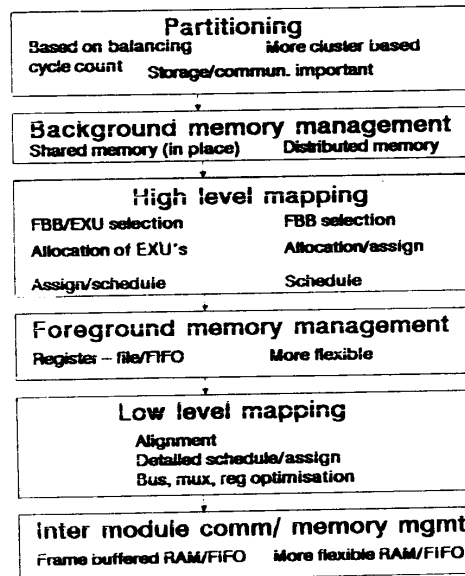 Partitioning
Based on balancing More cluster based
cycle count Storage/commun. important
Background memory management
Shared memory (in place) Distributed memory
High level mapping
FBB/EXU selection FBB selection
Allocation of EXU's Allocation/assign
Assign/schedule Schedule
Foreground memory management
Register - file/FIFO More flexible
Low level mapping
Alignment
Detailed schedule/assign
Bus, mux, reg optimisation
Inter module comm/ memory mgmt
Frame buffered RAM/FIFO More flexible RAM/FIFO